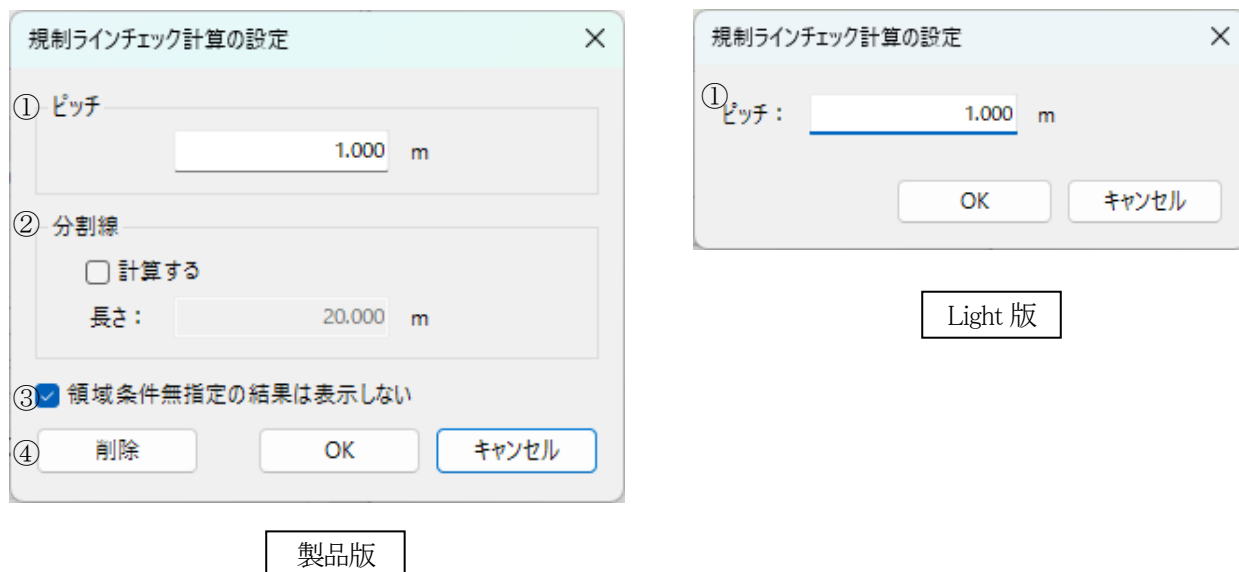 規制ラインチェック計算の設定
① ピッチ
1.000 m
② 分割線
計算する
長さ： 20.000 m
③ 領域条件無指定の結果は表示しない
④ 削除 OK キャンセル
製品版
規制ラインチェック計算の設定
① ピッチ： 1.000 m
OK キャンセル
Light 版